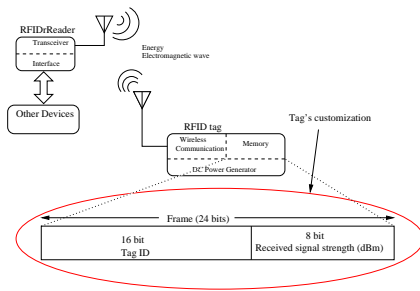 RFIDrReader
Transceiver
Interface
Energy
Electromagnetic wave
Other Devices
RFID tag
Wireless
Communication
Memory
DC Power Generator
Tag's customization
Frame (24 bits)
16 bit
Tag ID
8 bit
Received signal strength (dBm)